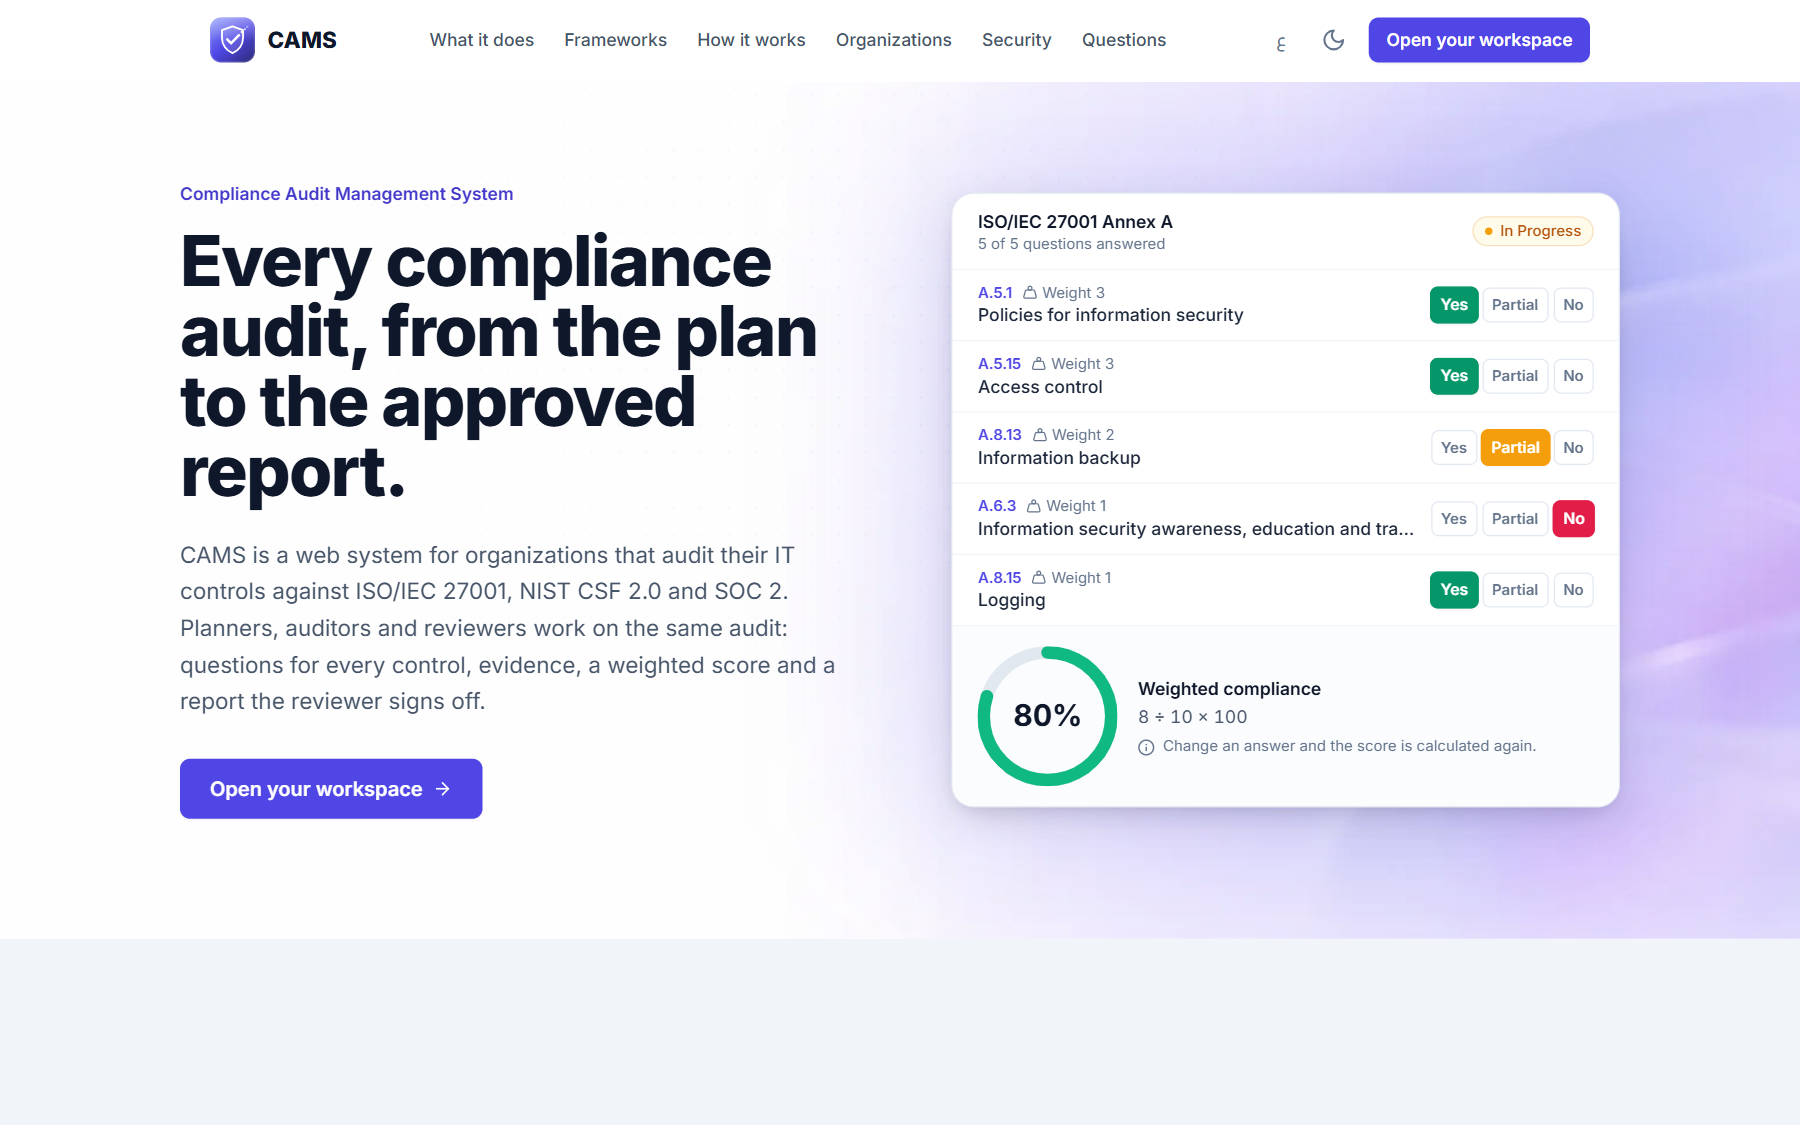 CAMS
What it does
Frameworks
How it works
Organizations
Security
Questions
ع
Open your workspace
Compliance Audit Management System
Every compliance
audit, from the plan
to the approved
report.
CAMS is a web system for organizations that audit their IT
controls against ISO/IEC 27001, NIST CSF 2.0 and SOC 2.
Planners, auditors and reviewers work on the same audit:
questions for every control, evidence, a weighted score and a
report the reviewer signs off.
Open your workspace →
ISO/IEC 27001 Annex A
5 of 5 questions answered
In Progress
A.5.1 Weight 3
Policies for information security
Yes Partial No
A.5.15 Weight 3
Access control
Yes Partial No
A.8.13 Weight 2
Information backup
Yes Partial No
A.6.3 Weight 1
Information security awareness, education and tra...
Yes Partial No
A.8.15 Weight 1
Logging
Yes Partial No
80%
Weighted compliance
8 ÷ 10 × 100
Change an answer and the score is calculated again.